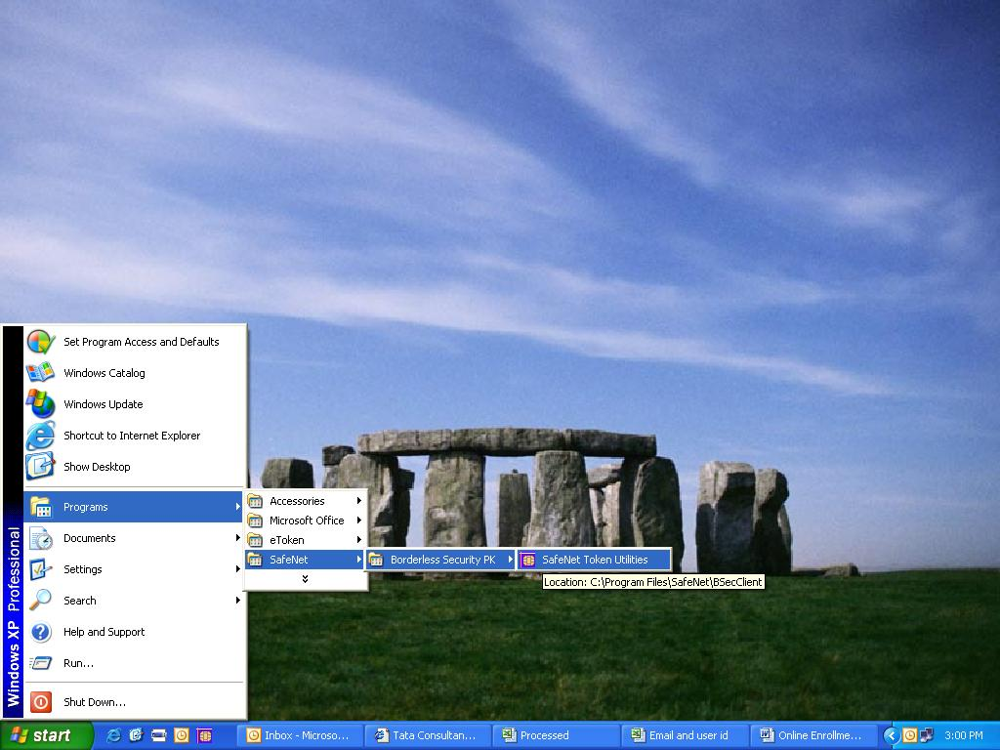 Set Program Access and Defaults
Windows Catalog
Windows Update
Shortcut to Internet Explorer
Show Desktop
Programs
Documents
Settings
Search
Help and Support
Run...
Shut Down...
Windows XP Professional
Accessories
Microsoft Office
eToken
SafeNet
Borderless Security PK
SafeNet Token Utilities
Location: C:\Program Files\SafeNet\BSecClient
start
Inbox - Microso...
Tata Consultan...
Processed
Email and user id
Online Enrollme...
3:00 PM